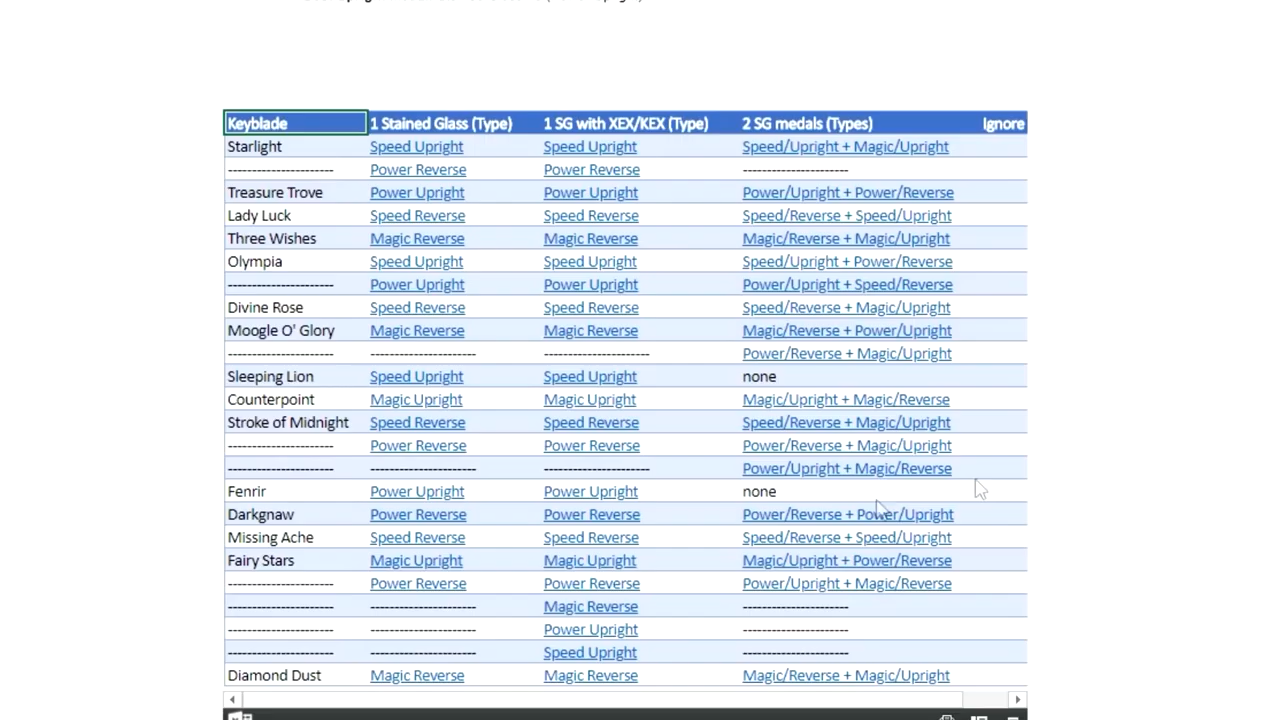 Keyblade 1 Stained Glass (Type) 1 SG with XEX/KEX (Type) 2 SG medals (Types) Ignore
Starlight Speed Upright Speed Upright Speed/Upright + Magic/Upright
---------------------- Power Reverse Power Reverse ----------------------
Treasure Trove Power Upright Power Upright Power/Upright + Power/Reverse
Lady Luck Speed Reverse Speed Reverse Speed/Reverse + Speed/Upright
Three Wishes Magic Reverse Magic Reverse Magic/Reverse + Magic/Upright
Olympia Speed Upright Speed Upright Speed/Upright + Power/Reverse
---------------------- Power Upright Power Upright Power/Upright + Speed/Reverse
Divine Rose Speed Reverse Speed Reverse Speed/Reverse + Magic/Upright
Moogle O' Glory Magic Reverse Magic Reverse Magic/Reverse + Power/Upright
---------------------- ---------------------- ---------------------- Power/Reverse + Magic/Upright
Sleeping Lion Speed Upright Speed Upright none
Counterpoint Magic Upright Magic Upright Magic/Upright + Magic/Reverse
Stroke of Midnight Speed Reverse Speed Reverse Speed/Reverse + Magic/Upright
---------------------- Power Reverse Power Reverse Power/Reverse + Magic/Upright
---------------------- ---------------------- ---------------------- Power/Upright + Magic/Reverse
Fenrir Power Upright Power Upright none
Darkgnaw Power Reverse Power Reverse Power/Reverse + Power/Upright
Missing Ache Speed Reverse Speed Reverse Speed/Reverse + Speed/Upright
Fairy Stars Magic Upright Magic Upright Magic/Upright + Power/Reverse
---------------------- Power Reverse Power Reverse Power/Upright + Magic/Reverse
---------------------- ---------------------- Magic Reverse ----------------------
---------------------- ---------------------- Power Upright ----------------------
---------------------- ---------------------- Speed Upright ----------------------
Diamond Dust Magic Reverse Magic Reverse Magic/Reverse + Magic/Upright